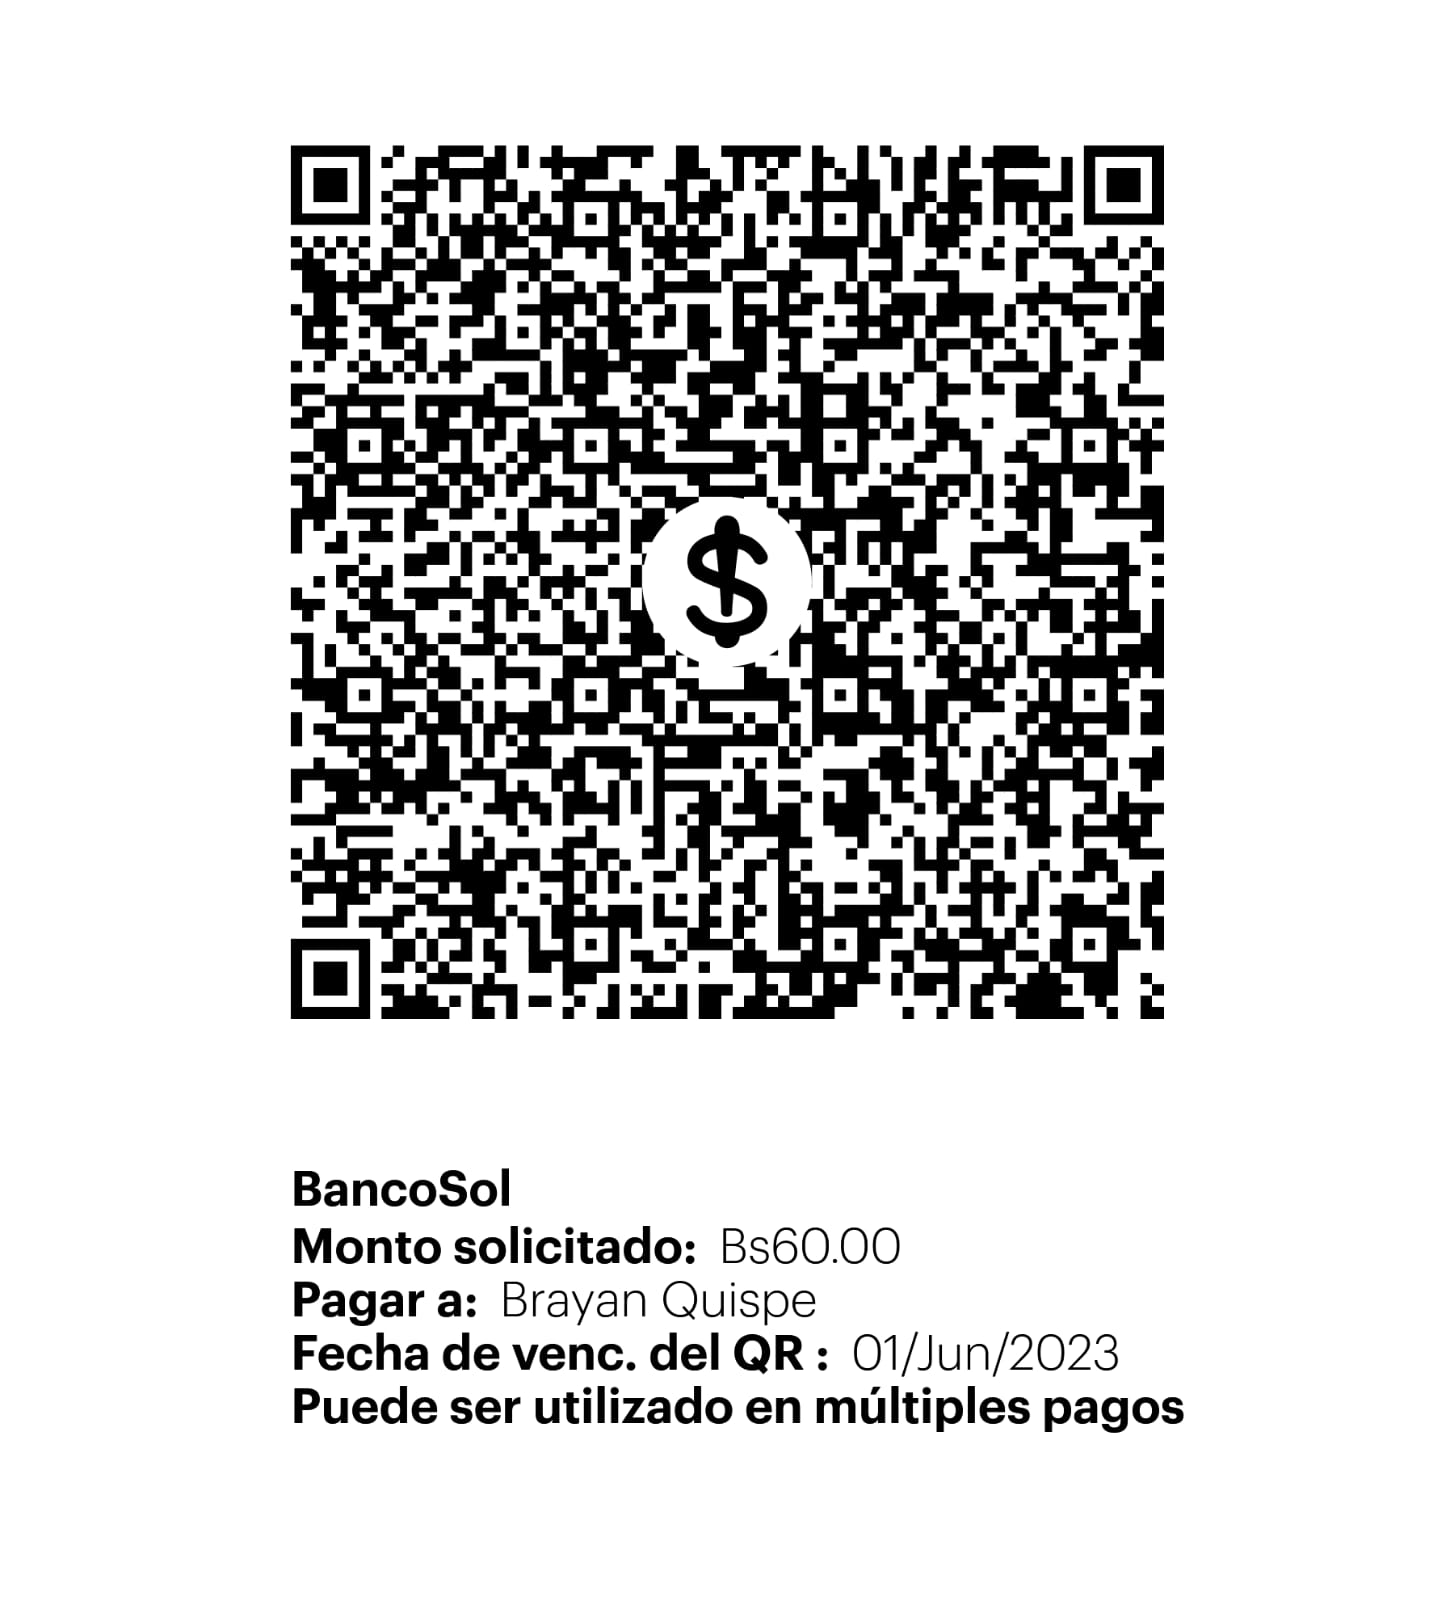 BancoSol
Monto solicitado: Bs60.00
Pagar a: Brayan Quispe
Fecha de venc. del QR : 01/Jun/2023
Puede ser utilizado en múltiples pagos